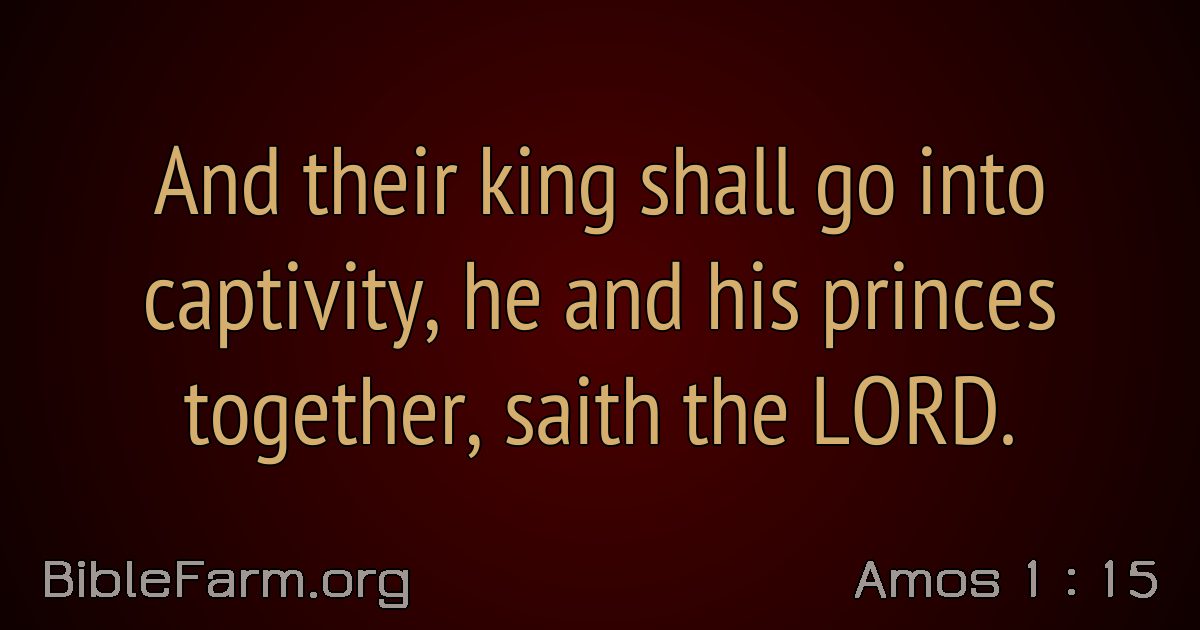 And their king shall go into
captivity, he and his princes
together, saith the LORD.
BibleFarm.org
Amos 1 : 15